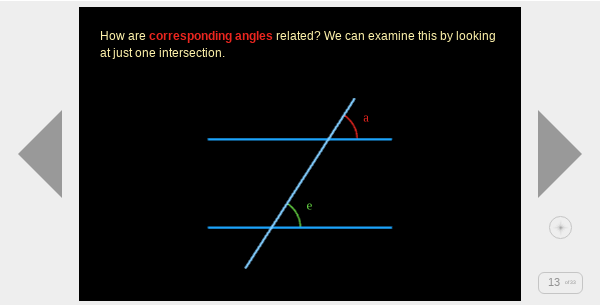 How are corresponding angles related? We can examine this by looking
at just one intersection.
a
e
13